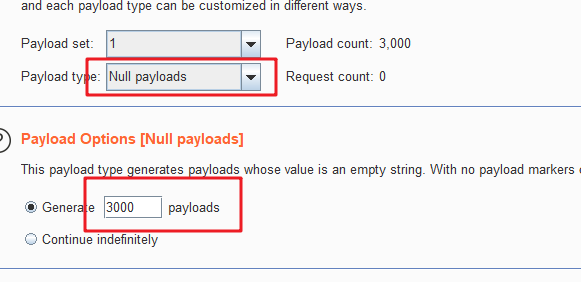 and each payload type can be customized in different ways.
Payload set: 1 Payload count: 3,000
Payload type: Null payloads Request count: 0
Payload Options [Null payloads]
This payload type generates payloads whose value is an empty string. With no payload markers
Generate 3000 payloads
Continue indefinitely